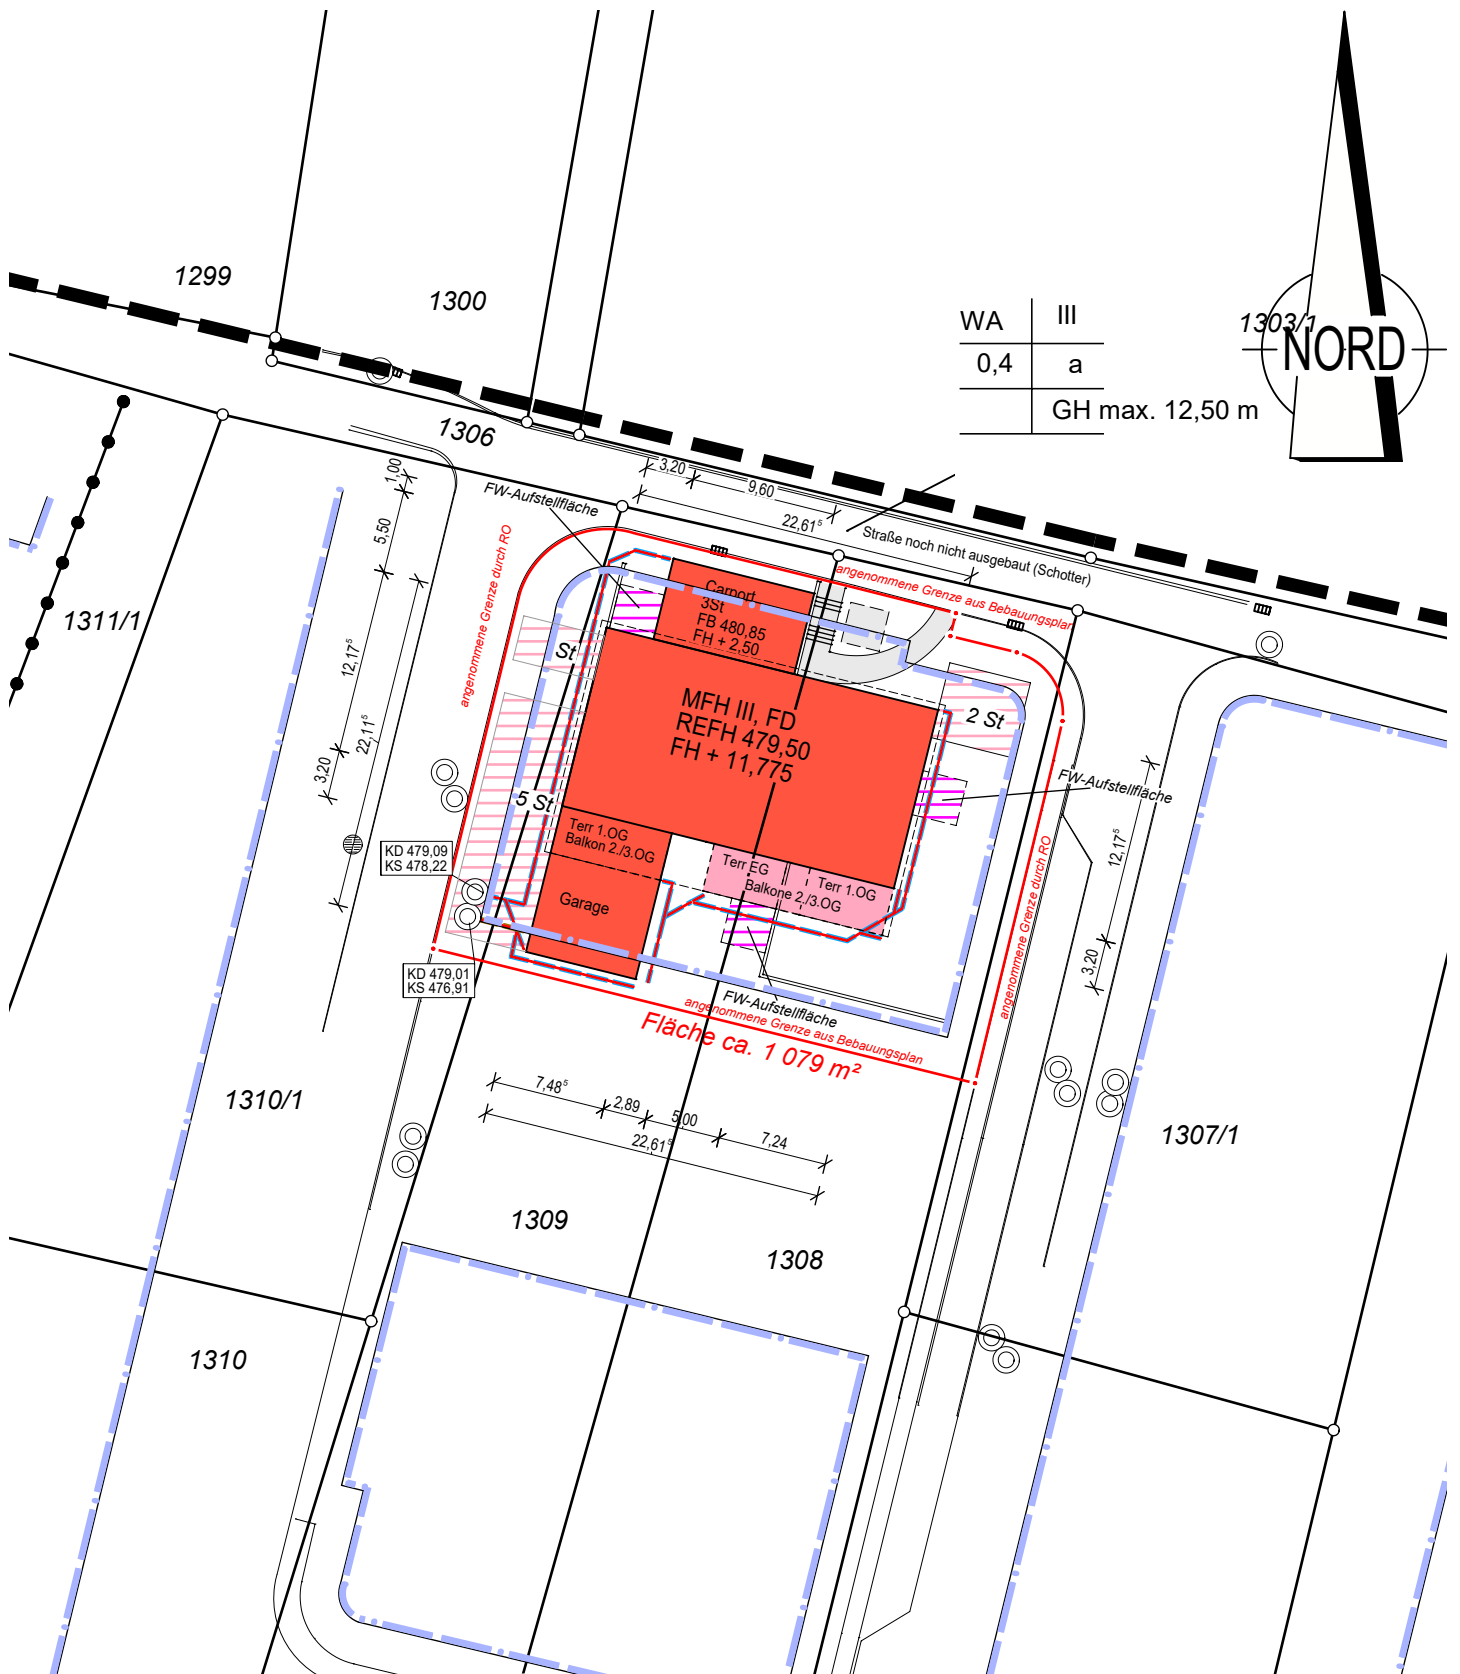 1299
1300
1303/1
NORD
WA
III
0,4
a
GH max. 12,50 m
1306
1,00
5,50
12,17⁵
22,11⁵
3,20
3,20
9,60
22,61⁵
FW-Aufstellfläche
Straße noch nicht ausgebaut (Schotter)
angenommene Grenze aus Bebauungsplan
angenommene Grenze durch RO
1311/1
Carport
3St
FB 480,85
FH + 2,50
St
MFH III, FD
REFH 479,50
FH + 11,775
2 St
FW-Aufstellfläche
5 St
Terr 1.OG
Balkon 2./3.OG
Terr EG
Terr 1.OG
Balkone 2./3.OG
Garage
KD 479,09
KS 478,22
KD 479,01
KS 476,91
12,17⁵
3,20
angenommene Grenze durch RO
FW-Aufstellfläche
angenommene Grenze aus Bebauungsplan
Fläche ca. 1 079 m²
7,48⁵
2,89
5,00
7,24
22,61⁵
1310/1
1307/1
1309
1308
1310